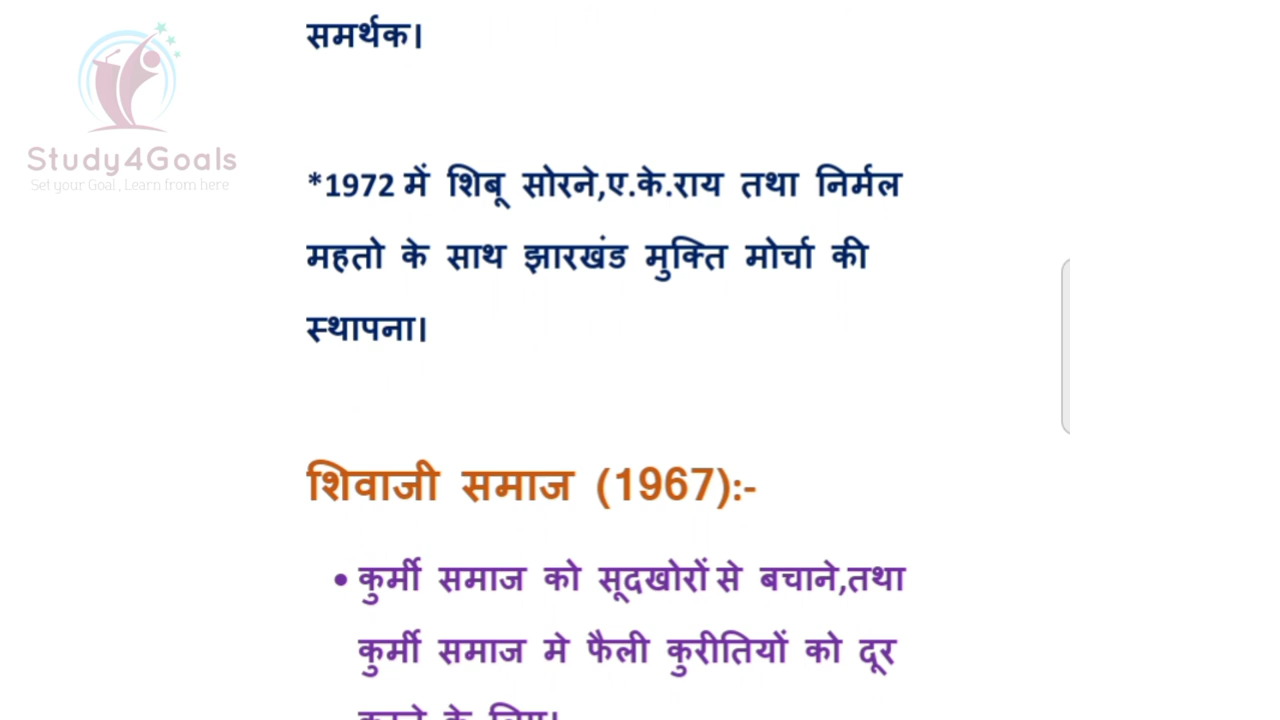 समर्थक।
Study4Goals
Set your Goal, Learn from here
*1972 में शिबू सोरने,ए.के.राय तथा निर्मल
महतो के साथ झारखंड मुक्ति मोर्चा की
स्थापना।
शिवाजी समाज (1967):-
• कुर्मी समाज को सूदखोरों से बचाने,तथा
कुर्मी समाज मे फैली कुरीतियों को दूर